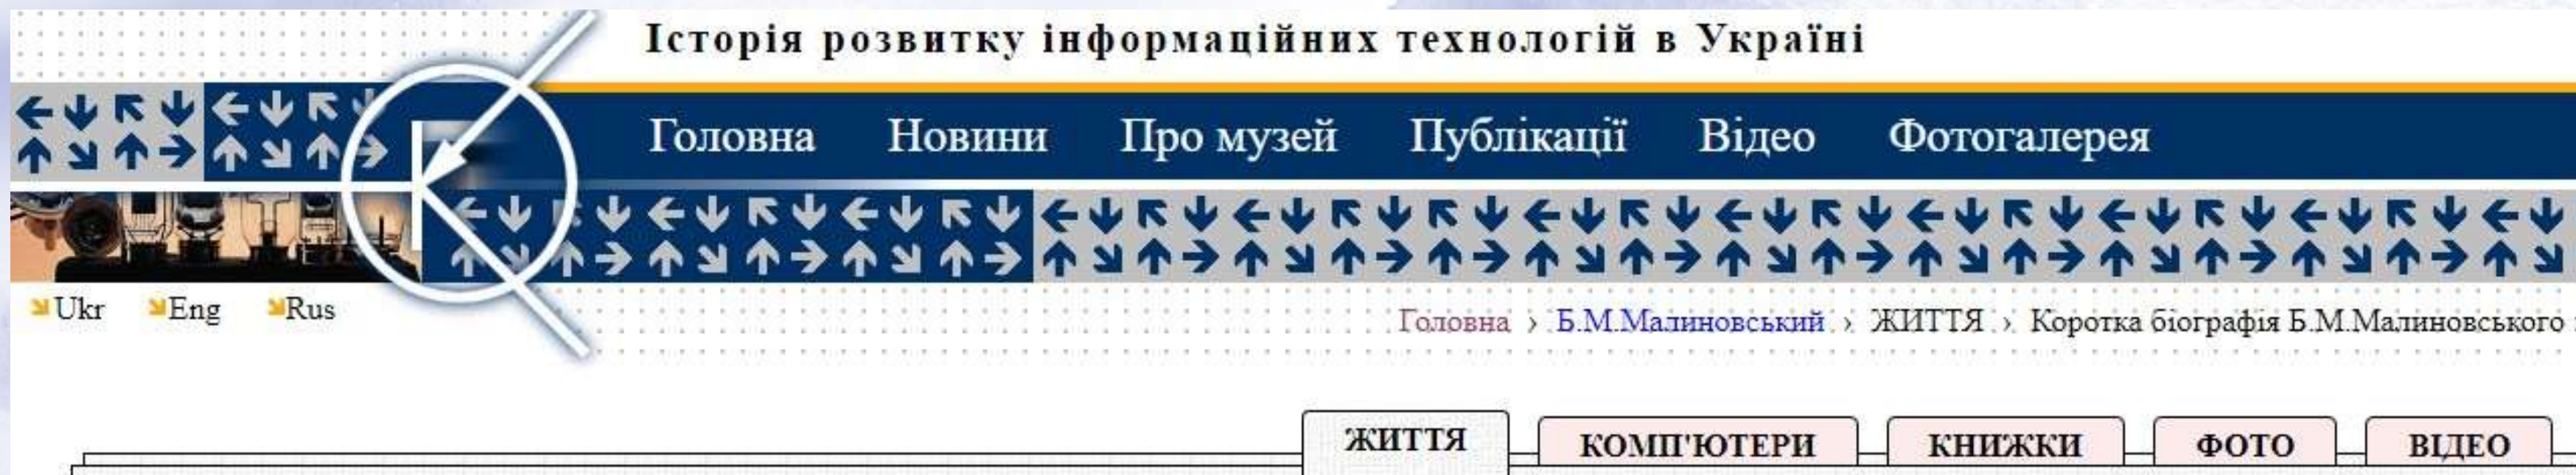 Історія розвитку інформаційних технологій в Україні
Головна Новини Про музей Публікації Відео Фотогалерея
Ukr Eng Rus
Головна › Б.М.Малиновський › ЖИТТЯ › Коротка біографія Б.М.Малиновського
ЖИТТЯ КОМП'ЮТЕРИ КНИЖКИ ФОТО ВІДЕО